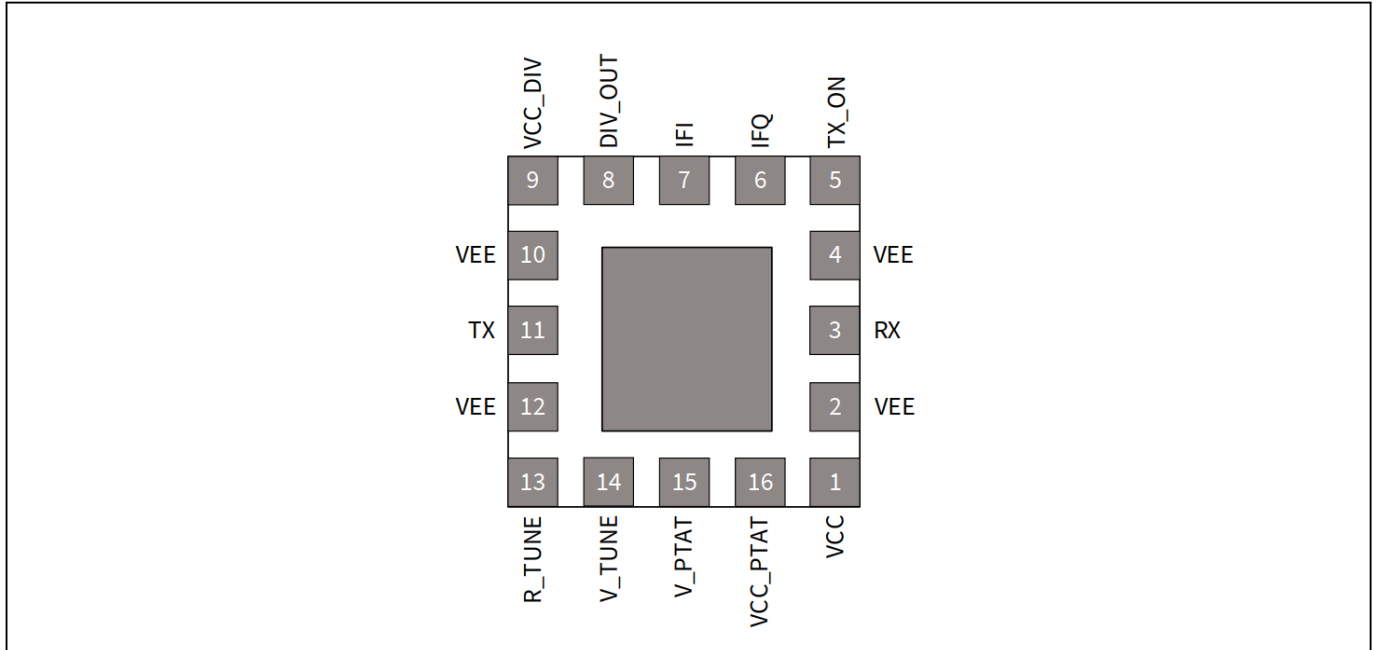 VCC_DIV
DIV_OUT
IFI
IFQ
TX_ON
9
8
7
6
5
VEE
10
4
VEE
TX
11
3
RX
VEE
12
2
VEE
13
14
15
16
1
R_TUNE
V_TUNE
V_PTAT
VCC_PTAT
VCC